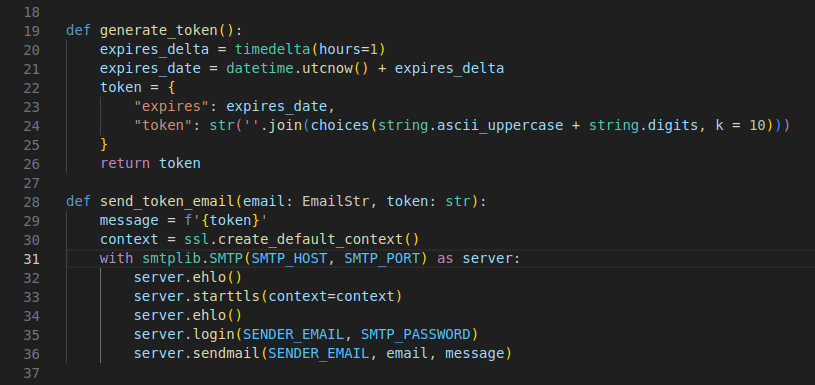 18
19 def generate_token():
20     expires_delta = timedelta(hours=1)
21     expires_date = datetime.utcnow() + expires_delta
22     token = {
23         "expires": expires_date,
24         "token": str(''.join(choices(string.ascii_uppercase + string.digits, k = 10)))
25     }
26     return token
27
28 def send_token_email(email: EmailStr, token: str):
29     message = f'{token}'
30     context = ssl.create_default_context()
31     with smtplib.SMTP(SMTP_HOST, SMTP_PORT) as server:
32         server.ehlo()
33         server.starttls(context=context)
34         server.ehlo()
35         server.login(SENDER_EMAIL, SMTP_PASSWORD)
36         server.sendmail(SENDER_EMAIL, email, message)
37